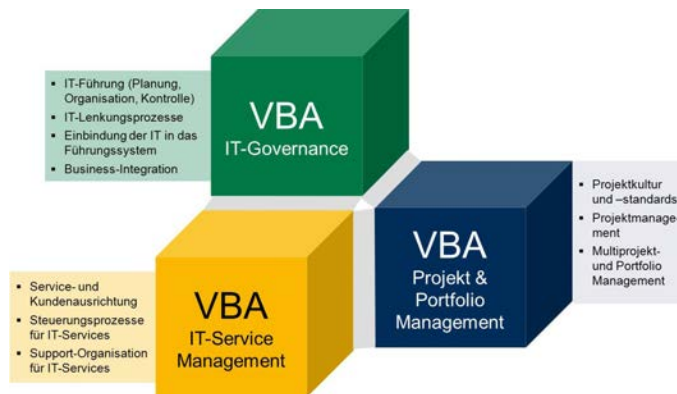 ▪ IT-Führung (Planung,
Organisation, Kontrolle)
▪ IT-Lenkungsprozesse
▪ Einbindung der IT in das
Führungssystem
▪ Business-Integration
VBA
IT-Governance
VBA
Projekt &
Portfolio
Management
▪ Projektkultur
und –standards
▪ Projektmanage-
ment
▪ Multiprojekt-
und Portfolio
Management
▪ Service- und
Kundenausrichtung
▪ Steuerungsprozesse
für IT-Services
▪ Support-Organisation
für IT-Services
VBA
IT-Service
Management